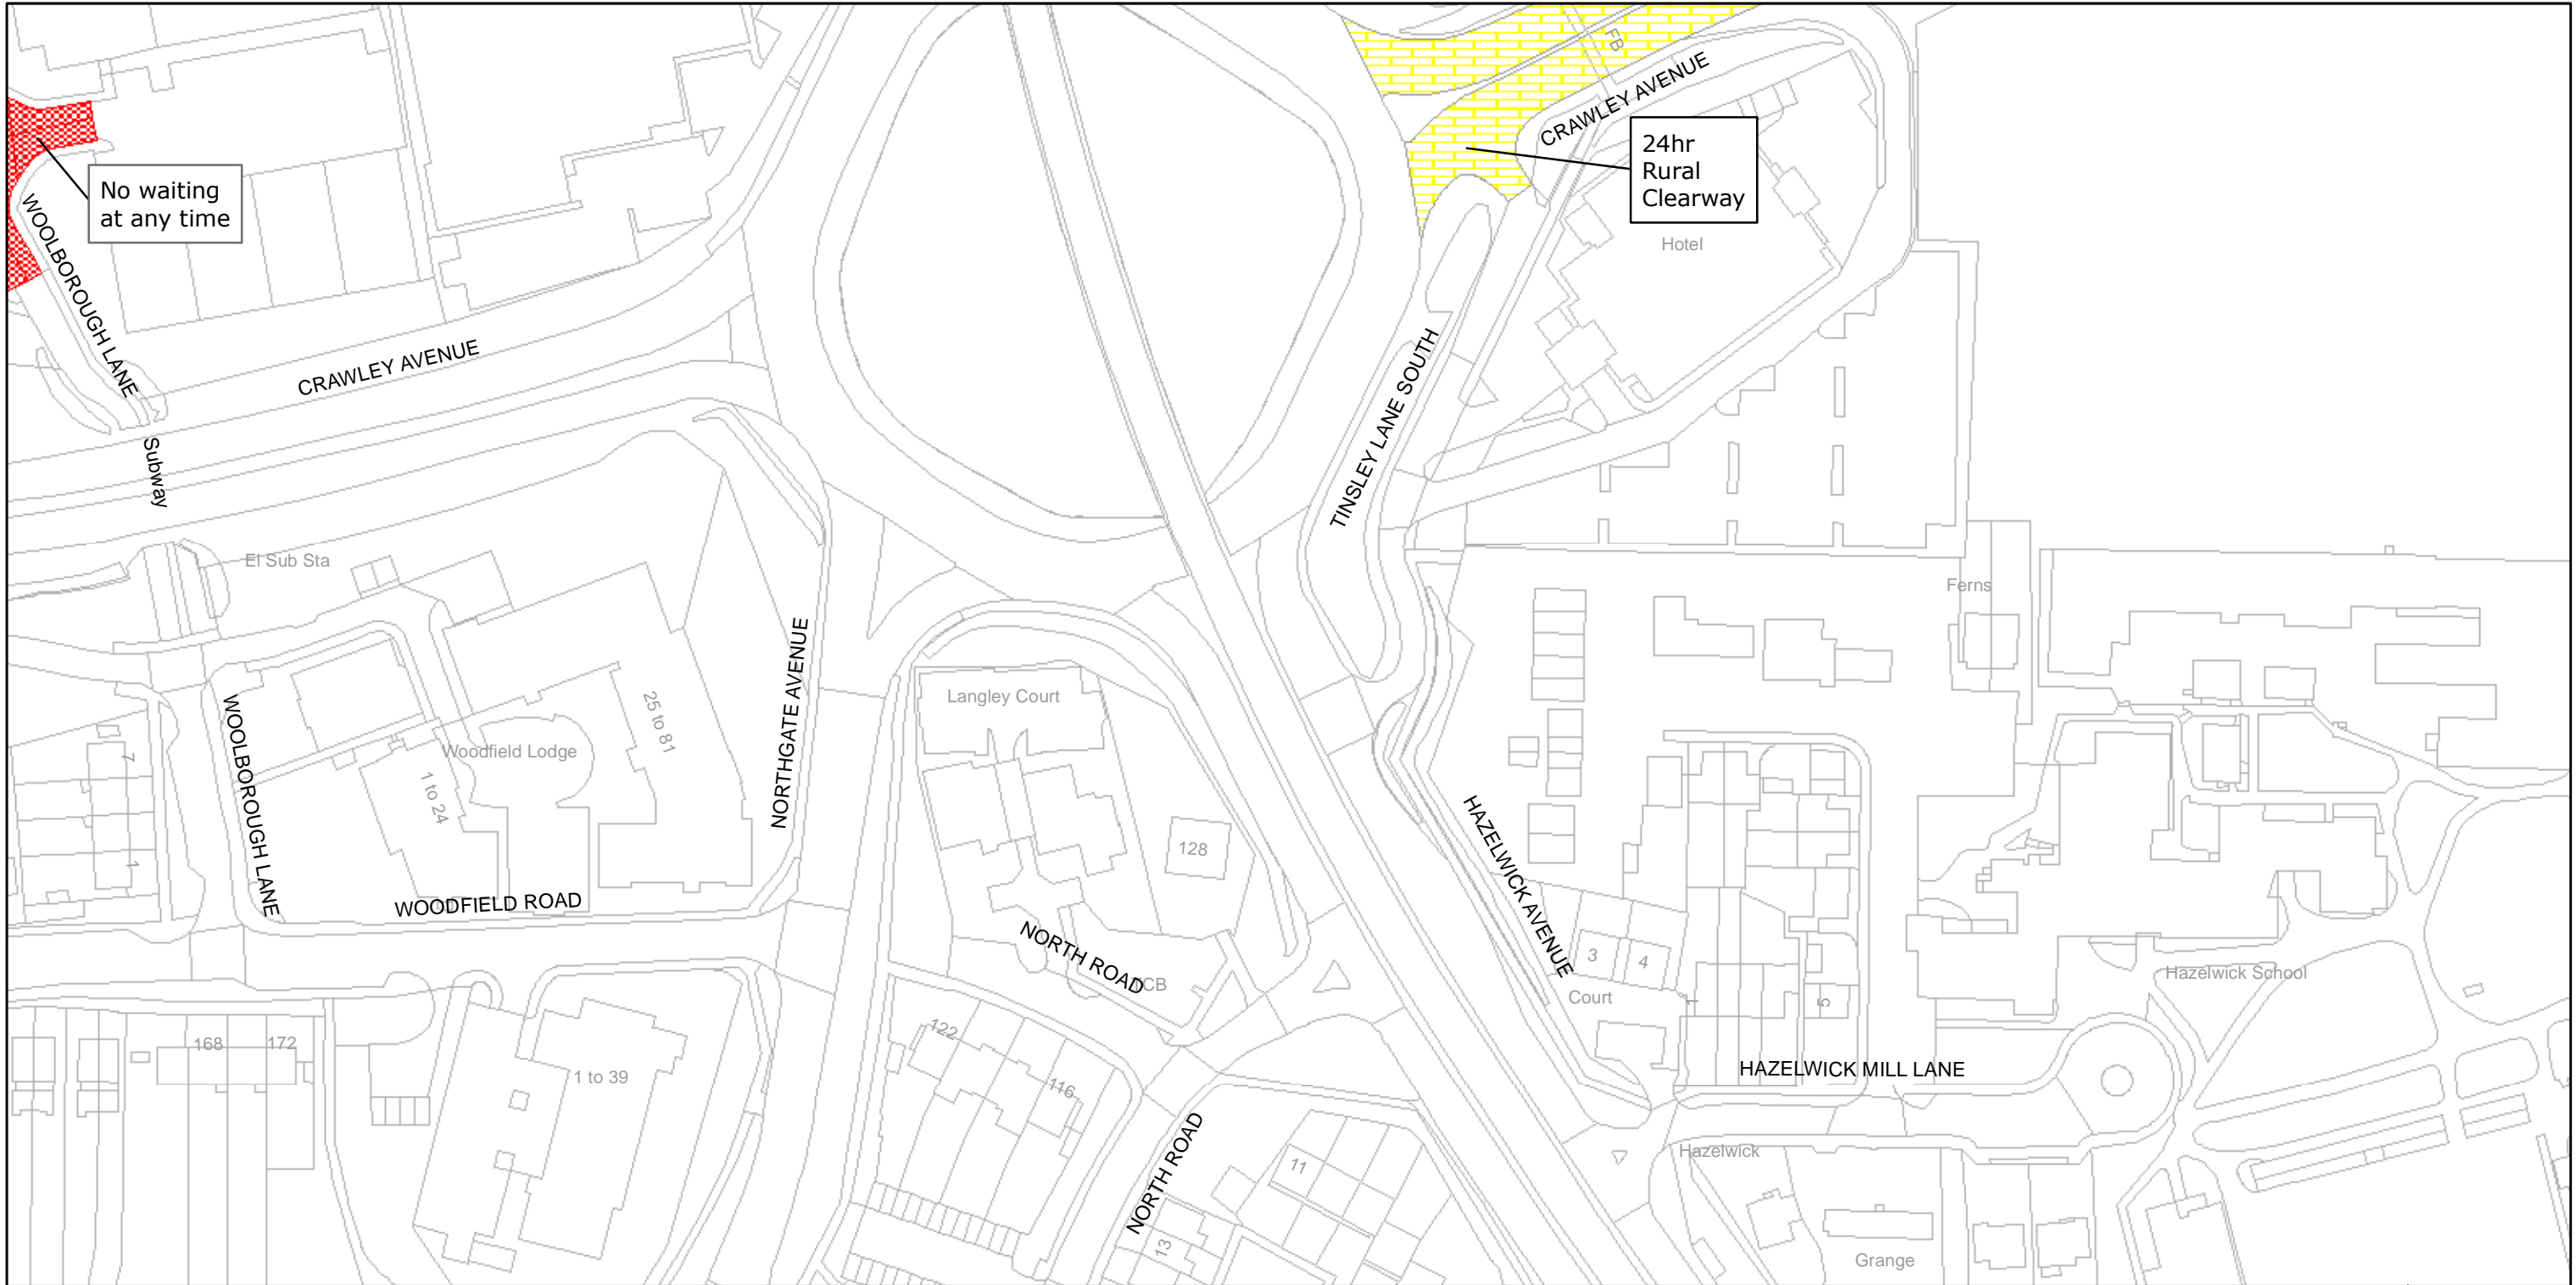 FB
CRAWLEY AVENUE
24hr
Rural
Clearway
No waiting
at any time
WOOLBOROUGH LANE
Hotel
CRAWLEY AVENUE
TINSLEY LANE SOUTH
Subway
El Sub Sta
Ferns
NORTHGATE AVENUE
Langley Court
25 to 81
Woodfield Lodge
WOOLBOROUGH LANE
7
1 to 24
128
1
HAZELWICK AVENUE
WOODFIELD ROAD
NORTH ROAD
TCB
3
4
Court
1
5
Hazelwick School
122
168
172
1 to 39
116
HAZELWICK MILL LANE
NORTH ROAD
Hazelwick
11
13
Grange